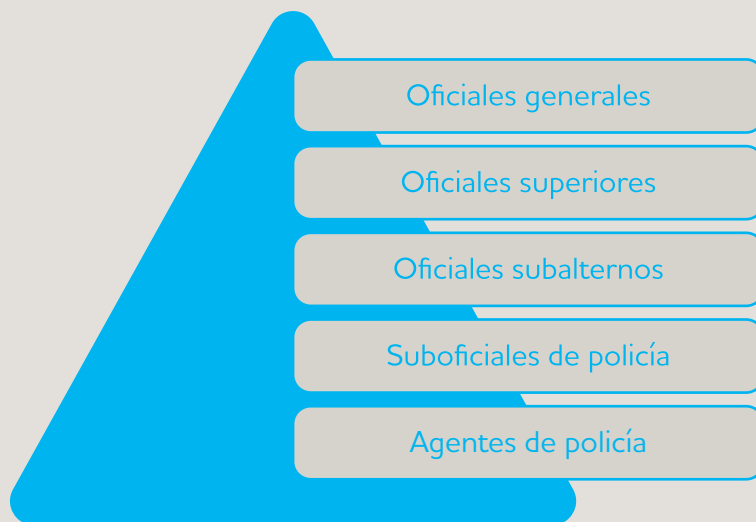 Oficiales generales
Oficiales superiores
Oficiales subalternos
Suboficiales de policía
Agentes de policía